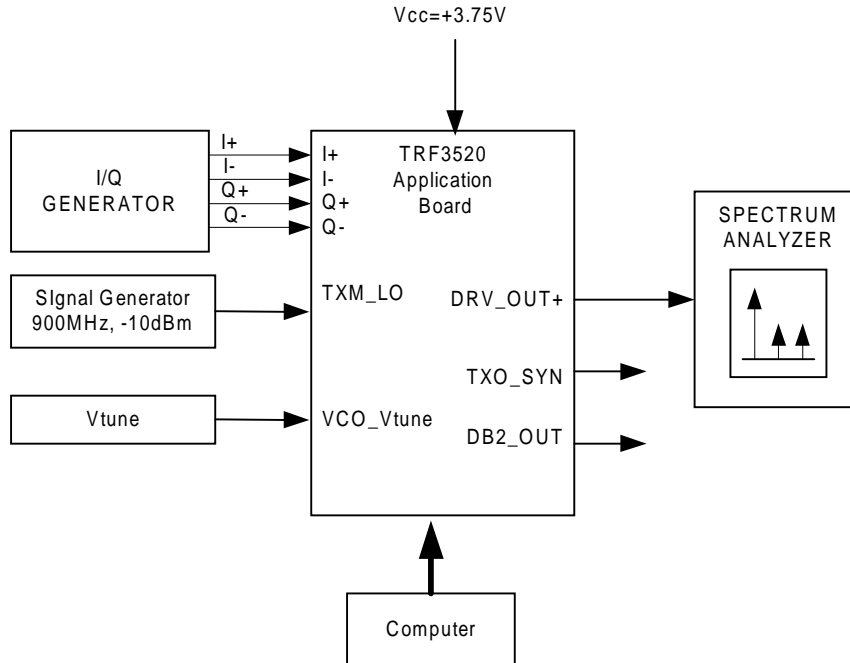 Vcc=+3.75V
I/Q
GENERATOR
I+
I-
Q+
Q-
I+
I-
Q+
Q-
TRF3520
Application
Board
SPECTRUM
ANALYZER
SIgnal Generator
900MHz, -10dBm
TXM_LO
DRV_OUT+
TXO_SYN
Vtune
VCO_Vtune
DB2_OUT
Computer